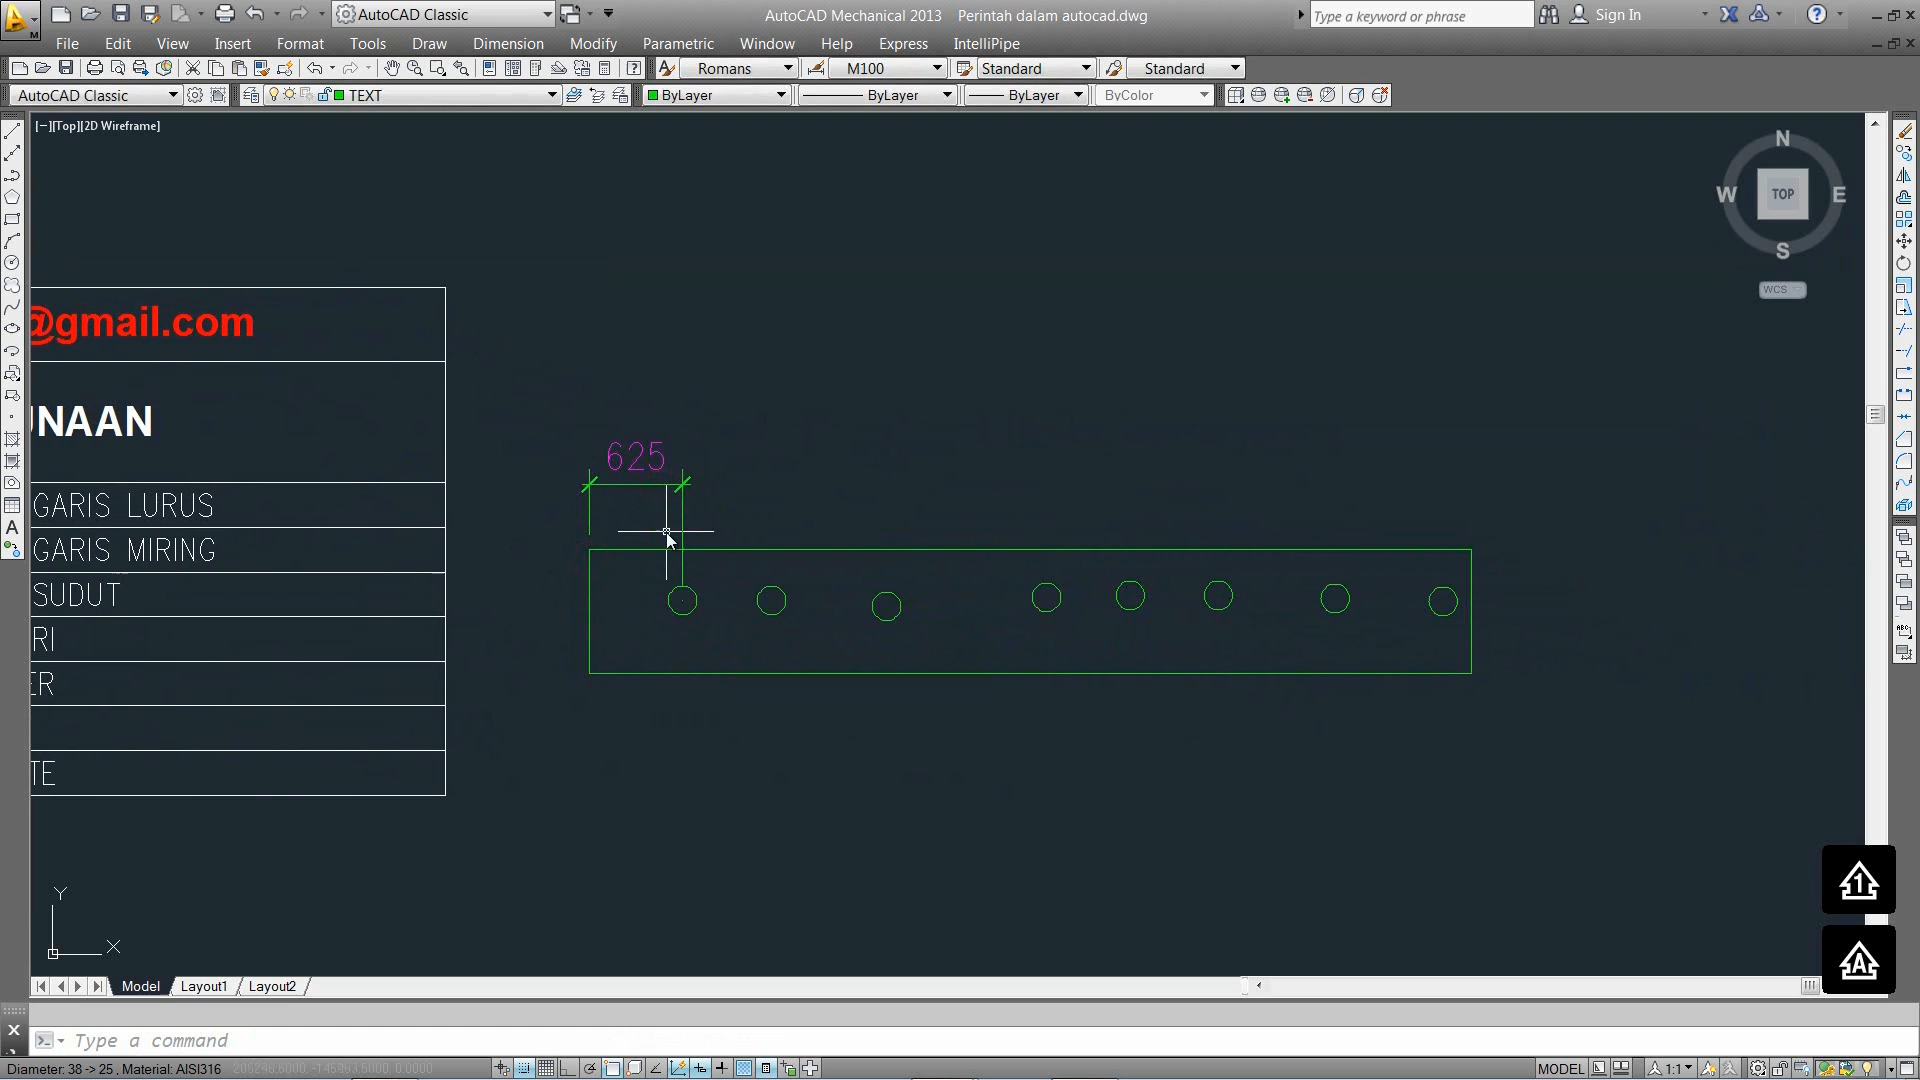 AutoCAD Classic
AutoCAD Mechanical 2013 Perintah dalam autocad.dwg
Type a keyword or phrase
Sign In
File Edit View Insert Format Tools Draw Dimension Modify Parametric Window Help Express IntelliPipe
Romans M100 Standard Standard
AutoCAD Classic TEXT ByLayer ByLayer ByLayer ByColor
[−][Top][2D Wireframe]
N
W TOP E
S
WCS
@gmail.com
UNAAN
GARIS LURUS
GARIS MIRING
SUDUT
RI
ER
TE
625
Y
X
1
A
Model Layout1 Layout2
Type a command
Diameter: 38 -> 25 , Material: AISI316
MODEL 1:1